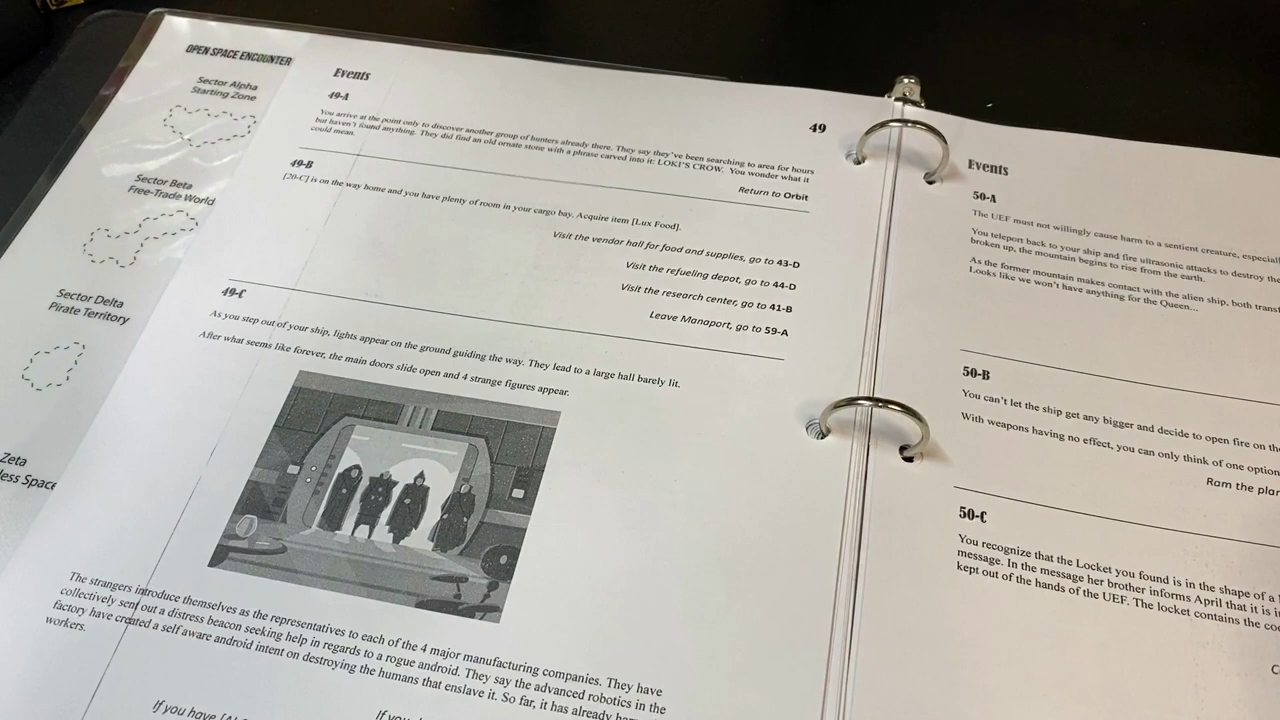 OPEN SPACE ENCOUNTER
Sector Alpha
Starting Zone
Sector Beta
Free-Trade World
Sector Delta
Pirate Territory
Zeta
less Space
Events
49
49-A
You arrive at the point only to discover another group of hunters already there. They say they've been searching to area for hours
but haven't found anything. They did find an old ornate stone with a phrase carved into it: LOKI'S CROW. You wonder what it
could mean.
Return to Orbit
49-B
[20-C] is on the way home and you have plenty of room in your cargo bay. Acquire item [Lux Food].
Visit the vendor hall for food and supplies, go to 43-D
Visit the refueling depot, go to 44-D
Visit the research center, go to 41-B
Leave Manaport, go to 59-A
49-C
As you step out of your ship, lights appear on the ground guiding the way. They lead to a large hall barely lit.
After what seems like forever, the main doors slide open and 4 strange figures appear.
The strangers introduce themselves as the representatives to each of the 4 major manufacturing companies. They have
collectively sent out a distress beacon seeking help in regards to a rogue android. They say the advanced robotics in the
factory have created a self aware android intent on destroying the humans that enslave it. So far, it has already
workers.
If you have
If you
Events
50-A
The UEF must not willingly cause harm to a sentient creature,
You teleport back to your ship and fire ultrasonic attacks to destroy the
broken up, the mountain begins to rise from the earth.
As the former mountain makes contact with the alien ship, both
Looks like we won't have anything for the Queen...
50-B
You can't let the ship get any bigger and decide to open fire on the
With weapons having no effect, you can only think of one option
Ram the
50-C
You recognize that the Locket you found is in the shape of a
message. In the message her brother informs April that it is
kept out of the hands of the UEF. The locket contains the